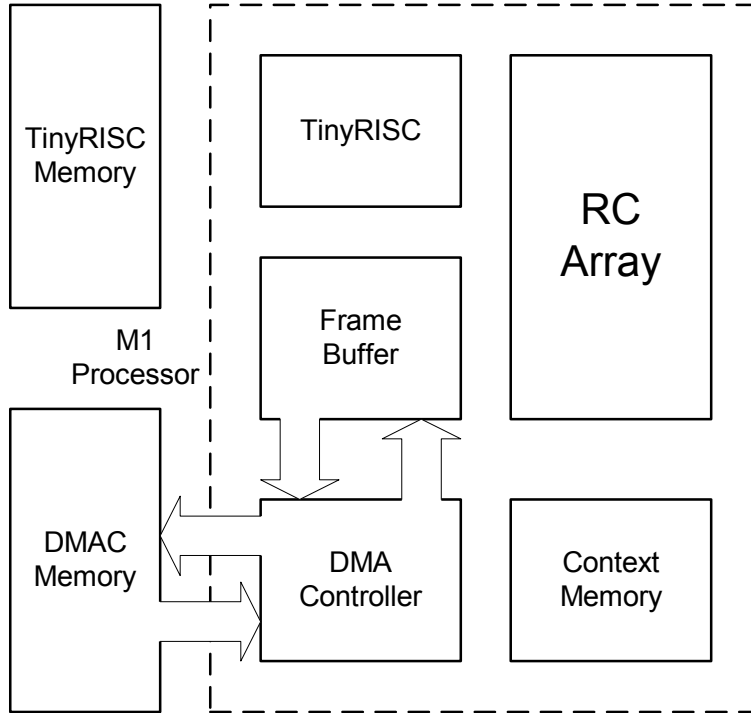 TinyRISC
Memory
TinyRISC
RC
Array
Frame
Buffer
M1
Processor
DMAC
Memory
DMA
Controller
Context
Memory